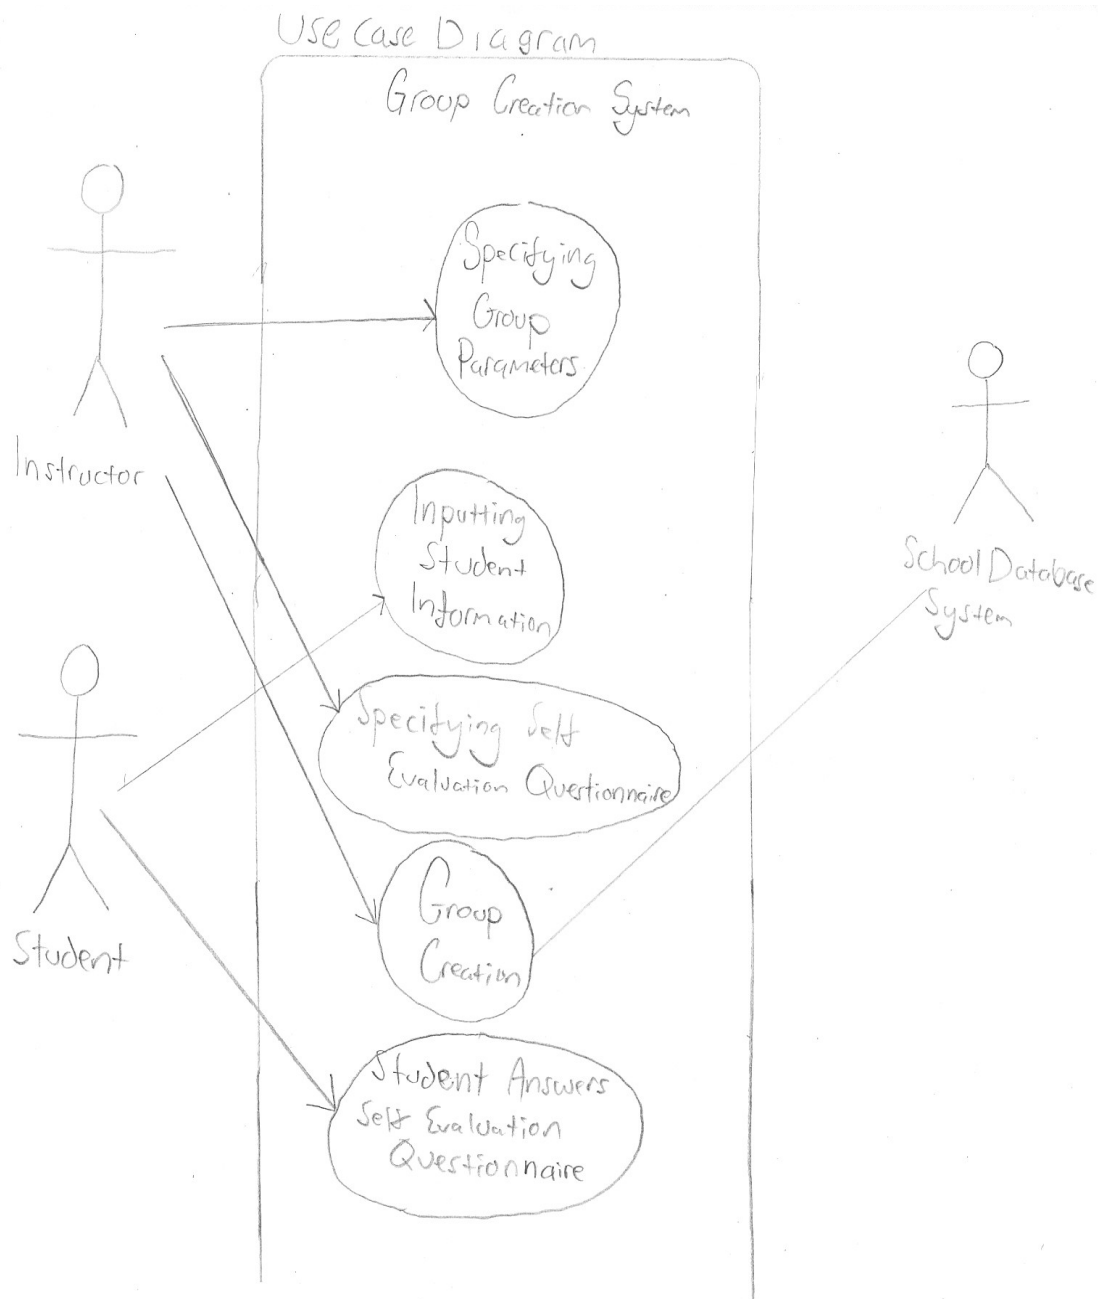 Use Case Diagram
Group Creation System
Specifying
Group
Parameters
Instructor
Inputting
Student
Information
School Database
System
Specifying Self
Evaluation Questionnaire
Group
Creation
Student
Student Answers
Self Evaluation
Questionnaire